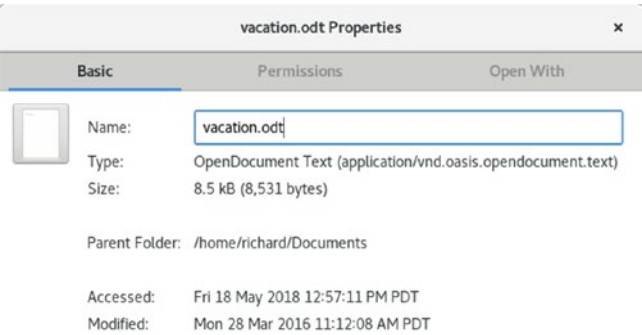 vacation.odt Properties ×
Basic Permissions Open With
Name: vacation.odt
Type: OpenDocument Text (application/vnd.oasis.opendocument.text)
Size: 8.5 kB (8,531 bytes)
Parent Folder: /home/richard/Documents
Accessed: Fri 18 May 2018 12:57:11 PM PDT
Modified: Mon 28 Mar 2016 11:12:08 AM PDT